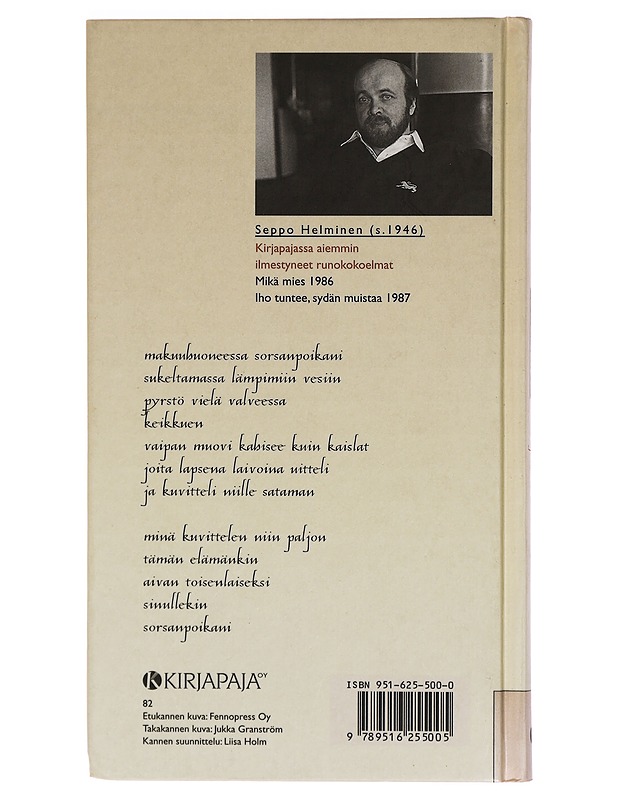 Seppo Helminen (s.1946)
Kirjapajassa aiemmin
ilmestyneet runokokoelmat
Mikä mies 1986
Iho tuntee, sydän muistaa 1987
makuuhuoneessa sorsanpoikani
sukeltamassa lämpimiin vesiin
pyrstö vielä valveessa
keikkuen
vaipan muovi kahisee kuin kaislat
joita lapsena laivoina uitteli
ja kuvitteli niille sataman
minä kuvittelen niin paljon
tämän elämänkin
aivan toisenlaiseksi
sinullekin
sorsanpoikani
KIRJAPAJA OY
82
Etukannen kuva: Fennopress Oy
Takakannen kuva: Jukka Granström
Kannen suunnittelu: Liisa Holm
ISBN 951-625-500-0
9 789516 255005